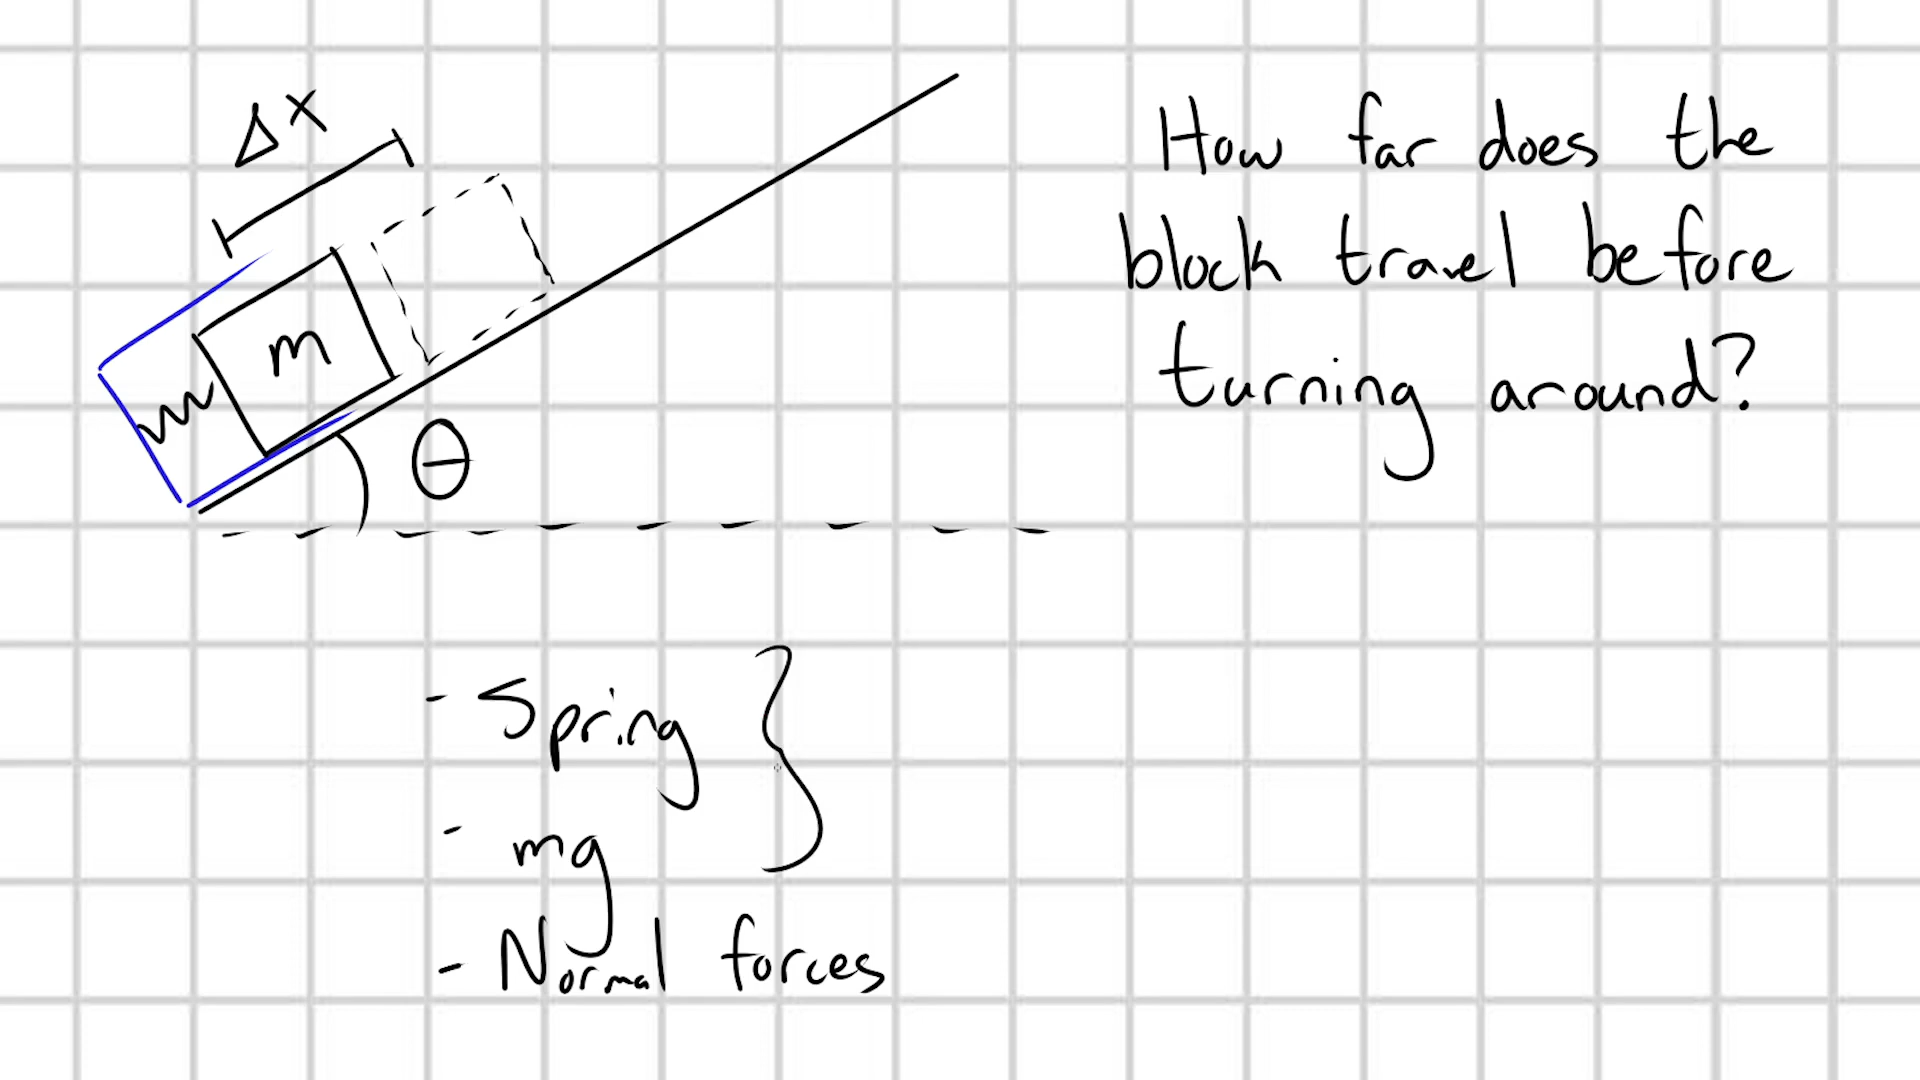 Δx
m
θ
How far does the
block travel before
turning around?
- Spring
- mg
- Normal forces